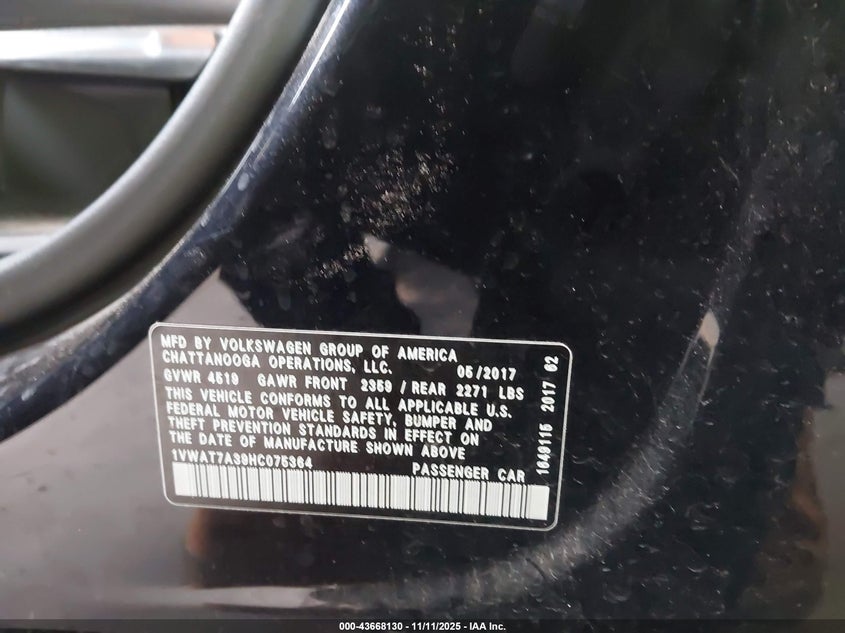 MFD BY VOLKSWAGEN GROUP OF AMERICA
CHATTANOOGA OPERATIONS, LLC. 05/2017
GVWR 4519 GAWR FRONT 2359 / REAR 2271 LBS
THIS VEHICLE CONFORMS TO ALL APPLICABLE U.S.
FEDERAL MOTOR VEHICLE SAFETY, BUMPER AND
THEFT PREVENTION STANDARDS IN EFFECT ON
THE DATE OF MANUFACTURE SHOWN ABOVE
1VWAT7A39HC075364 PASSENGER CAR
1649115 2017 62
000-43668130 - 11/11/2025 - IAA Inc.